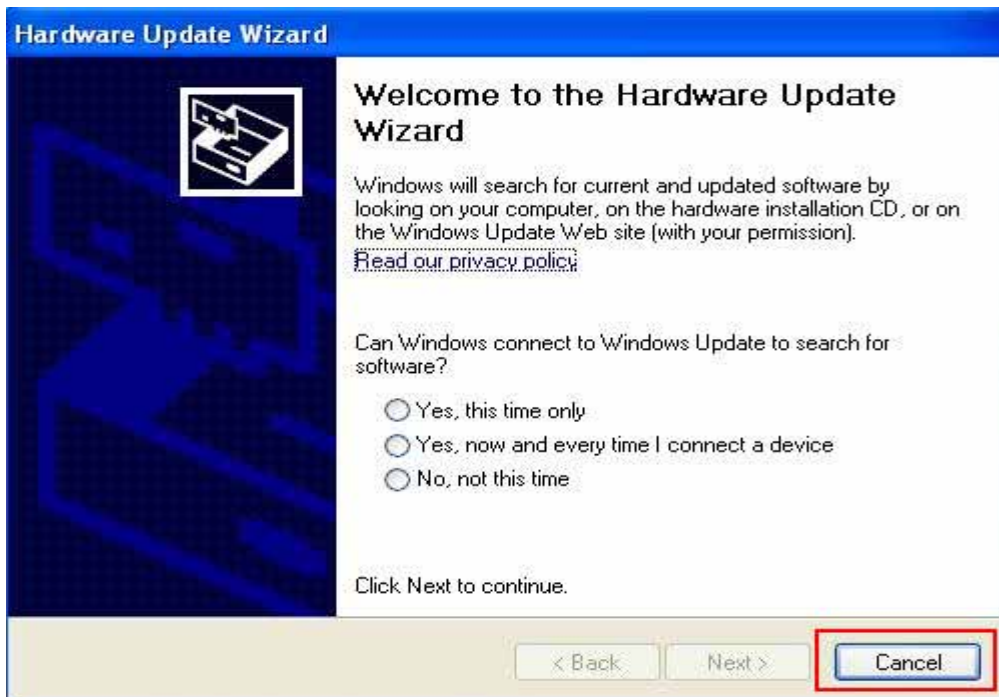 Hardware Update Wizard
Welcome to the Hardware Update
Wizard
Windows will search for current and updated software by
looking on your computer, on the hardware installation CD, or on
the Windows Update Web site (with your permission).
Read our privacy policy
Can Windows connect to Windows Update to search for
software?
Yes, this time only
Yes, now and every time I connect a device
No, not this time
Click Next to continue.
< Back
Next >
Cancel